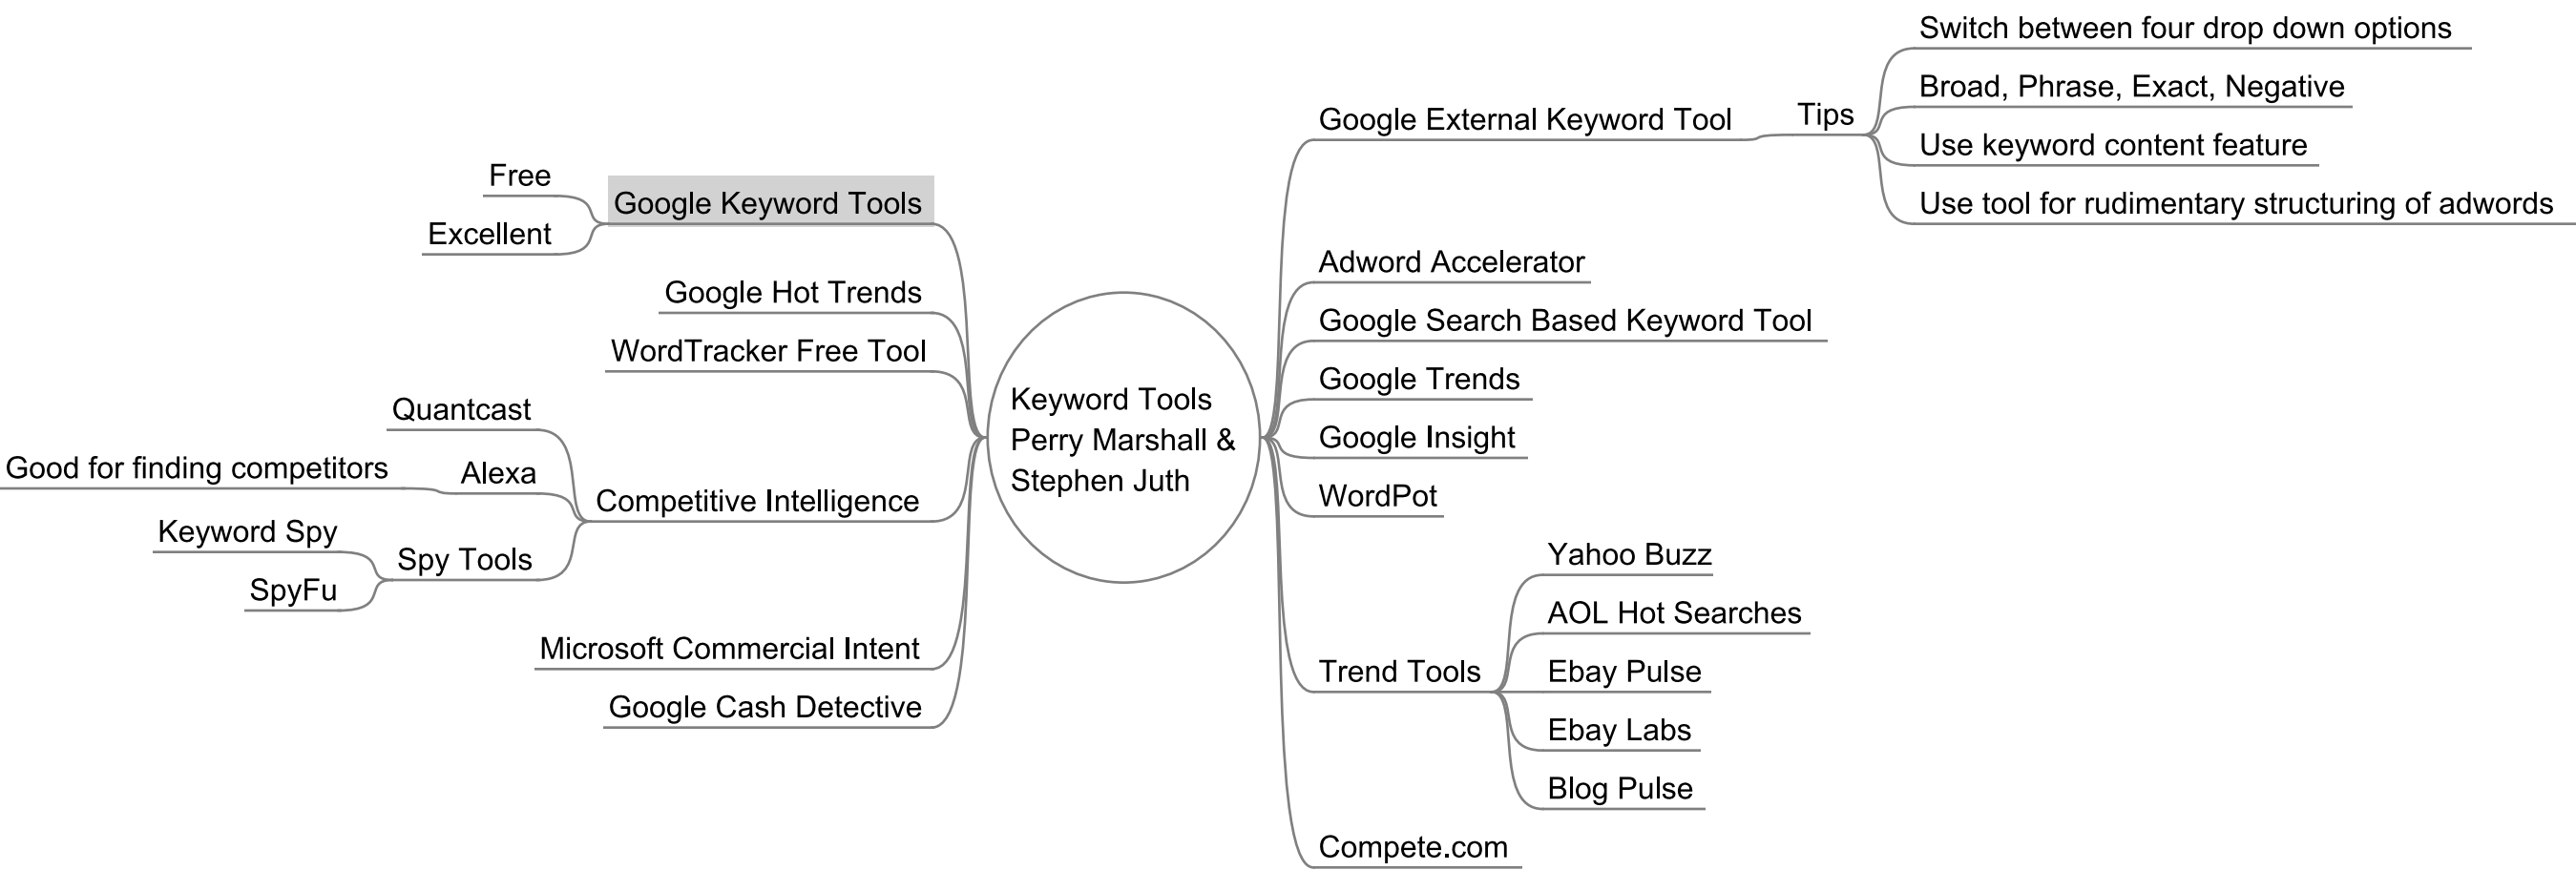 Keyword Tools
Perry Marshall &
Stephen Juth
Google External Keyword Tool
Tips
Switch between four drop down options
Broad, Phrase, Exact, Negative
Use keyword content feature
Use tool for rudimentary structuring of adwords
Adword Accelerator
Google Search Based Keyword Tool
Google Trends
Google Insight
WordPot
Trend Tools
Yahoo Buzz
AOL Hot Searches
Ebay Pulse
Ebay Labs
Blog Pulse
Compete.com
Google Keyword Tools
Free
Excellent
Google Hot Trends
WordTracker Free Tool
Competitive Intelligence
Quantcast
Alexa
Good for finding competitors
Spy Tools
Keyword Spy
SpyFu
Microsoft Commercial Intent
Google Cash Detective